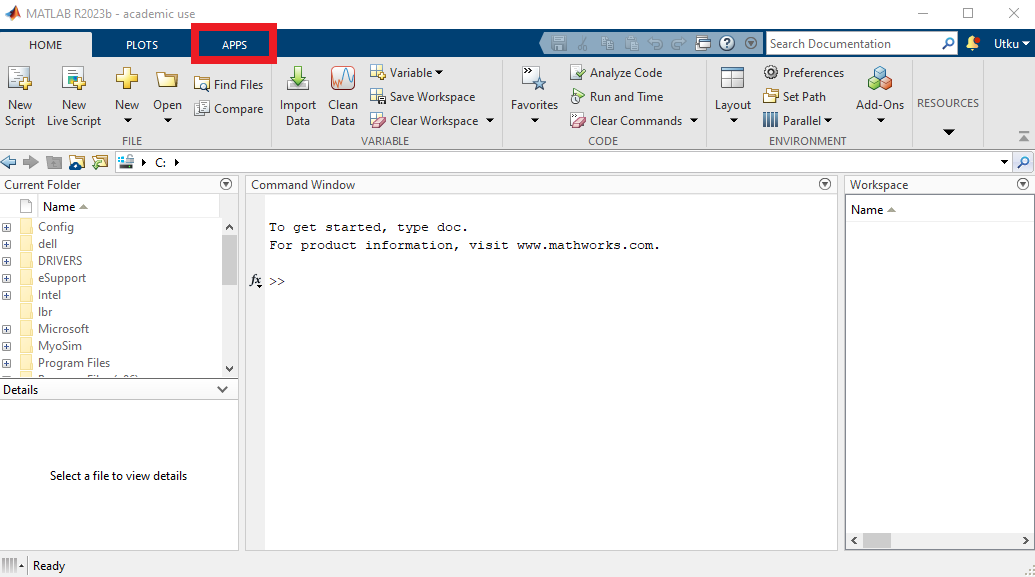 MATLAB R2023b - academic use
HOME PLOTS APPS
Search Documentation
Utku
New Script
New Live Script
New
Open
Find Files
Compare
FILE
Import Data
Clean Data
Variable
Save Workspace
Clear Workspace
VARIABLE
Favorites
Analyze Code
Run and Time
Clear Commands
CODE
Layout
Preferences
Set Path
Parallel
ENVIRONMENT
Add-Ons
RESOURCES
C:
Current Folder
Name
Config
dell
DRIVERS
eSupport
Intel
lbr
Microsoft
MyoSim
Program Files
Details
Select a file to view details
Command Window
To get started, type doc.
For product information, visit www.mathworks.com.
fx >>
Workspace
Name
Ready